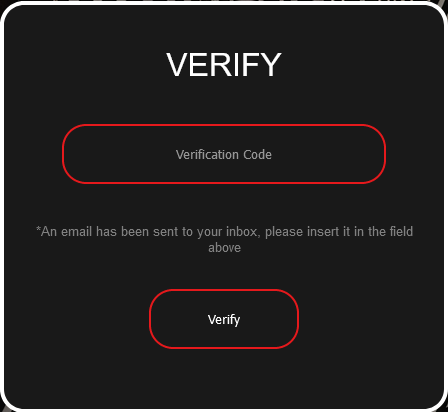 VERIFY
Verification Code
*An email has been sent to your inbox, please insert it in the field
above
Verify